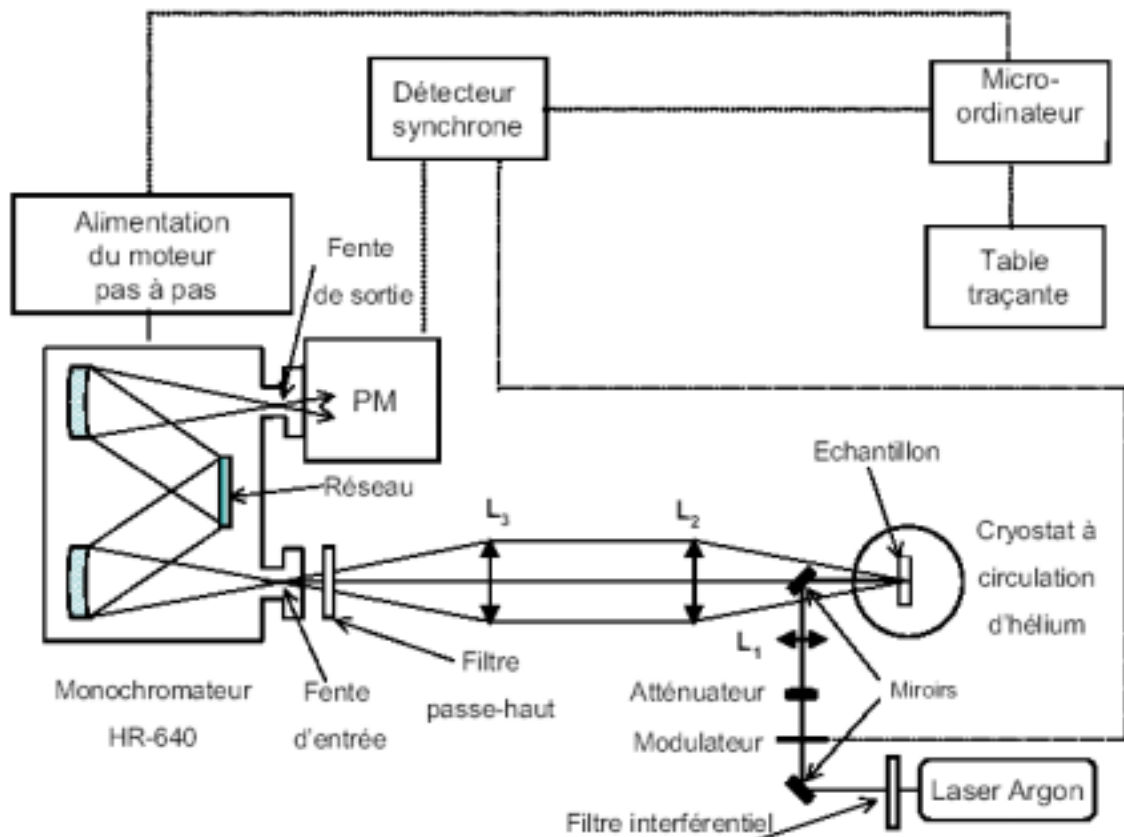 Détecteur
synchrone
Micro-
ordinateur
Alimentation
du moteur
pas à pas
Fente
de sortie
Table
traçante
PM
Réseau
Echantillon
L3
L2
Cryostat à
circulation
d'hélium
L1
Filtre
passe-haut
Monochromateur
HR-640
Fente
d'entrée
Atténuateur
Miroirs
Modulateur
Laser Argon
Filtre interférentiel